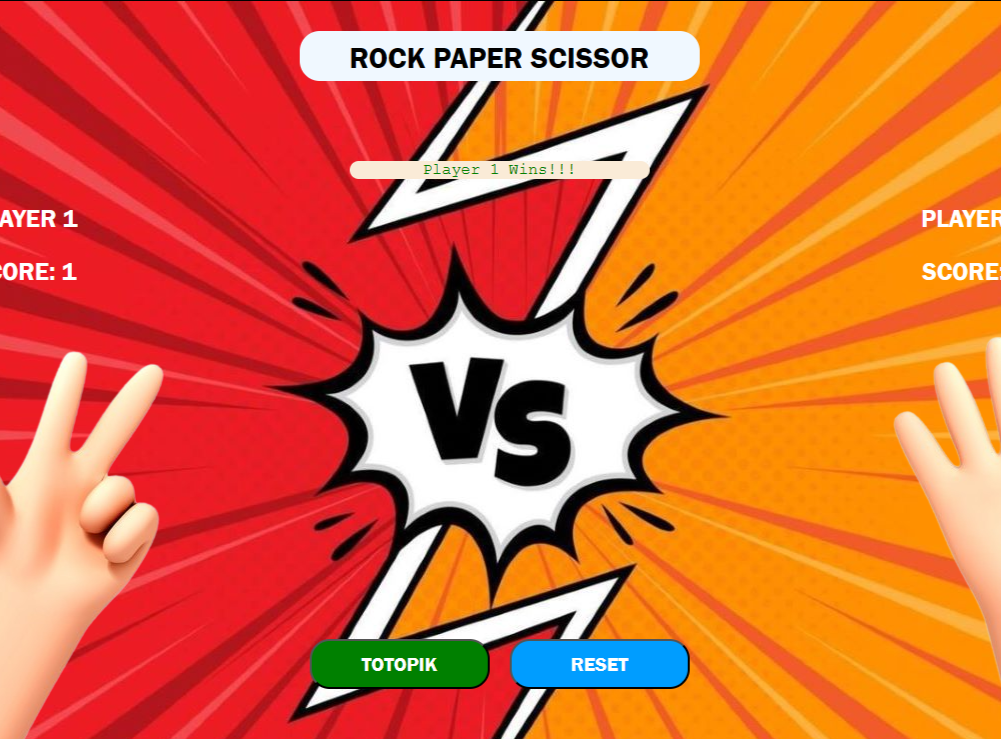 ROCK PAPER SCISSOR
Player 1 Wins!!!
AYER 1
PLAYER
CORE: 1
SCORE:
VS
TOTOPIK
RESET